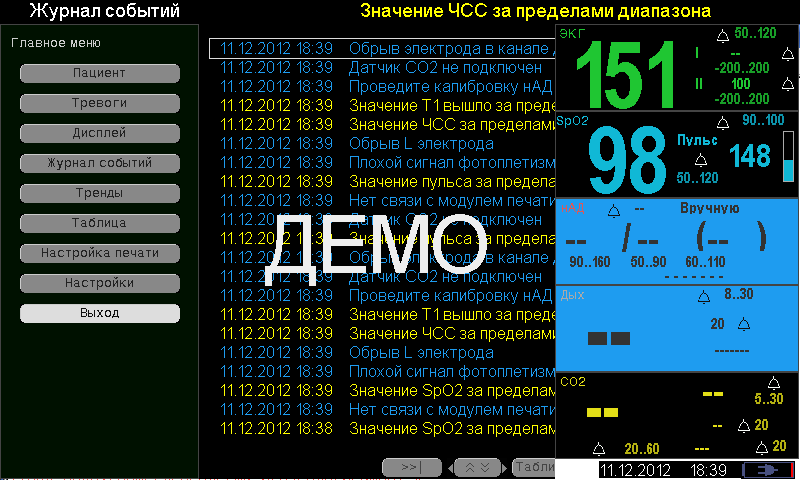 Журнал событий
Значение ЧСС за пределами диапазона
Главное меню
Пациент
Тревоги
Дисплей
Журнал событий
Тренды
Таблица
Настройка печати
Настройки
Выход
11.12.2012 18:39 Обрыв электрода в канале
11.12.2012 18:39 Датчик CO2 не подключен
11.12.2012 18:39 Проведите калибровку нАД
11.12.2012 18:39 Значение T1 вышло за преде
11.12.2012 18:39 Значение ЧСС за пределами
11.12.2012 18:39 Обрыв L электрода
11.12.2012 18:39 Плохой сигнал фотоплетизм
11.12.2012 18:39 Значение пульса за предела
11.12.2012 18:39 Нет связи с модулем печати
11.12.2012 18:39 Датчик CO2 не подключен
11.12.2012 18:39 Значение пульса за предела
11.12.2012 18:39 Обрыв электрода в канале
11.12.2012 18:39 Датчик CO2 не подключен
11.12.2012 18:39 Проведите калибровку нАД
11.12.2012 18:39 Значение T1 вышло за преде
11.12.2012 18:39 Значение ЧСС за пределами
11.12.2012 18:39 Обрыв L электрода
11.12.2012 18:39 Плохой сигнал фотоплетизм
11.12.2012 18:39 Значение SpO2 за пределам
11.12.2012 18:39 Нет связи с модулем печати
11.12.2012 18:38 Значение SpO2 за пределам
ДЕМО
>>|
Табли
ЭКГ
151
50..120
I --
-200..200
II 100
-200..200
SpO2
98
90..100
Пульс
148
50..120
-- Вручную
-- / -- (-- )
90..160 50..90 60..110
-------
Дых
8..30
--
20
-------
CO2
--
--
5..30
-- 20
20..60 --- 20
11.12.2012 18:39